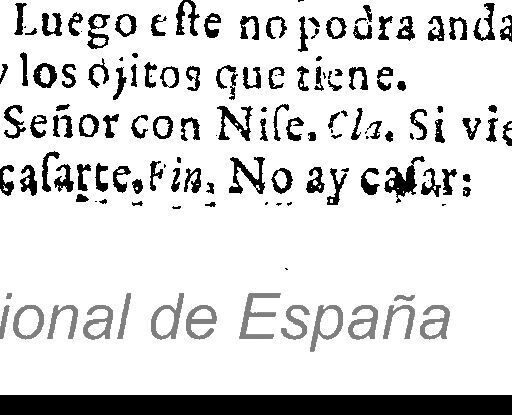 Luego eſte no podra anda
y los ojitos que tiene.
Señor con Niſe. Cla. Si vie
caſarte. Fin. No ay caſar:
ional de España